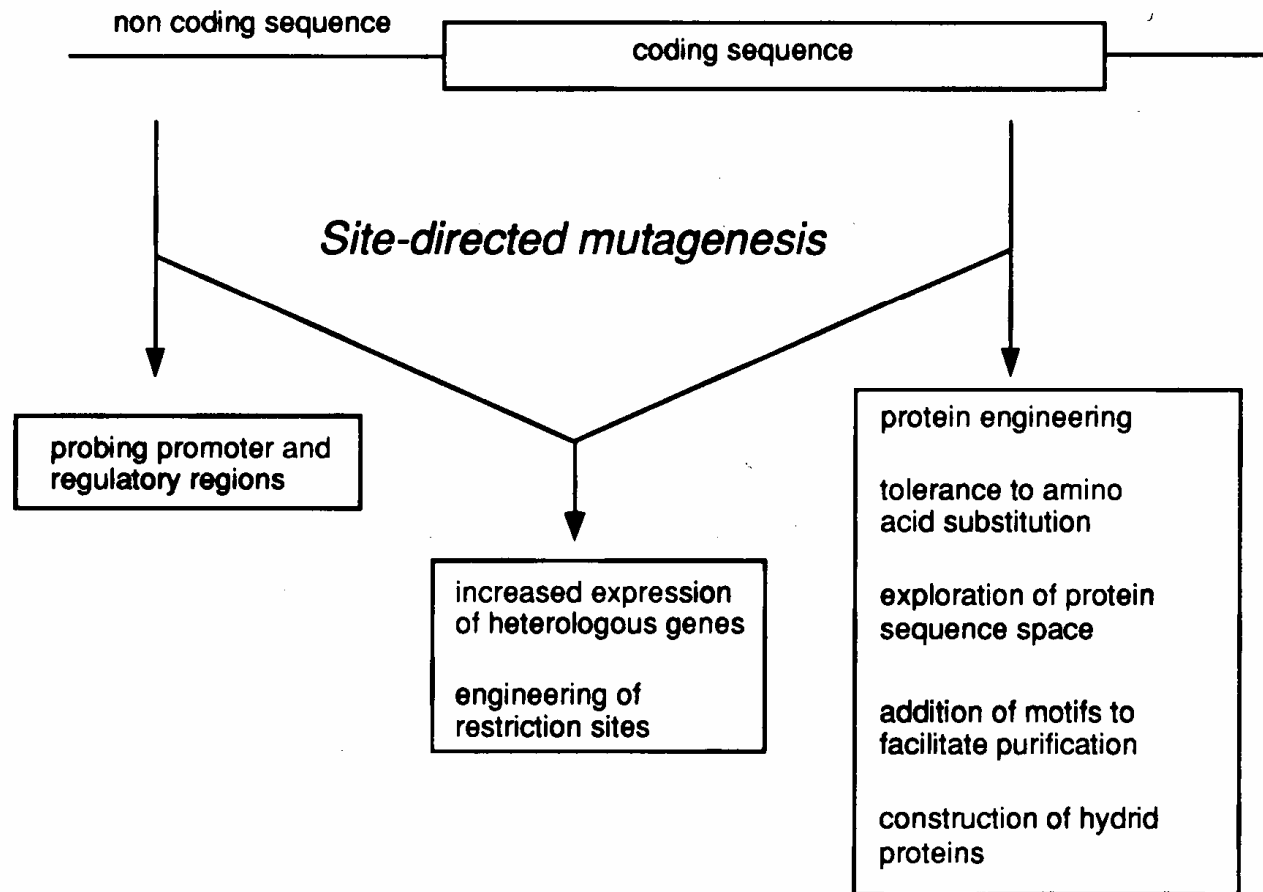 non coding sequence
coding sequence
Site-directed mutagenesis
probing promoter and
regulatory regions
increased expression
of heterologous genes
engineering of
restriction sites
protein engineering
tolerance to amino
acid substitution
exploration of protein
sequence space
addition of motifs to
facilitate purification
construction of hydrid
proteins